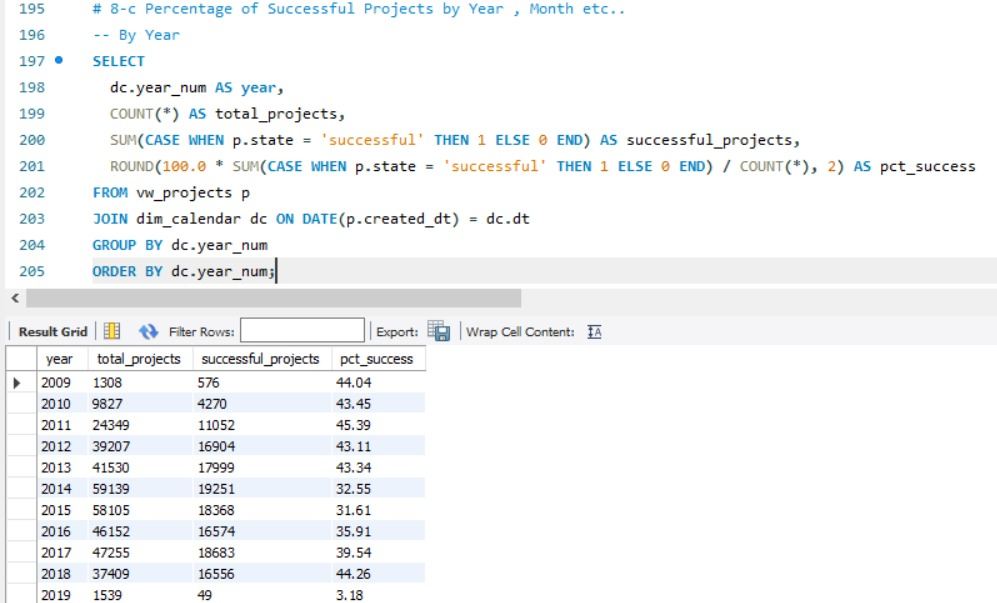 195 # 8-c Percentage of Successful Projects by Year , Month etc..
196 -- By Year
197 SELECT
198 dc.year_num AS year,
199 COUNT(*) AS total_projects,
200 SUM(CASE WHEN p.state = 'successful' THEN 1 ELSE 0 END) AS successful_projects,
201 ROUND(100.0 * SUM(CASE WHEN p.state = 'successful' THEN 1 ELSE 0 END) / COUNT(*), 2) AS pct_success
202 FROM vw_projects p
203 JOIN dim_calendar dc ON DATE(p.created_dt) = dc.dt
204 GROUP BY dc.year_num
205 ORDER BY dc.year_num;
Result Grid Filter Rows: Export: Wrap Cell Content: IA
year total_projects successful_projects pct_success
2009 1308 576 44.04
2010 9827 4270 43.45
2011 24349 11052 45.39
2012 39207 16904 43.11
2013 41530 17999 43.34
2014 59139 19251 32.55
2015 58105 18368 31.61
2016 46152 16574 35.91
2017 47255 18683 39.54
2018 37409 16556 44.26
2019 1539 49 3.18